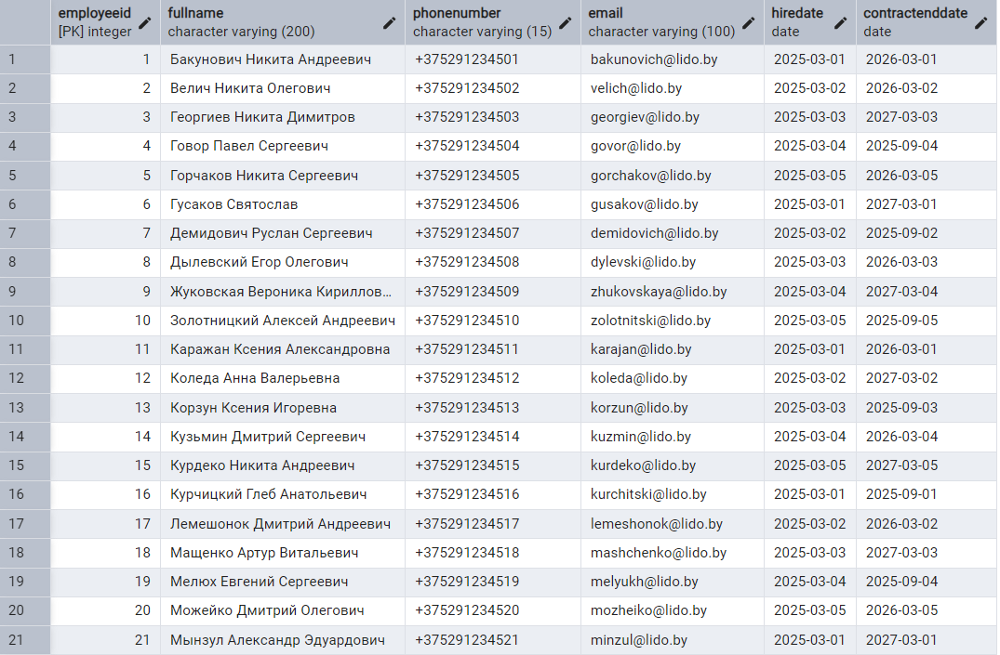 employeeid fullname phonenumber email hiredate contractenddate
[PK] integer character varying (200) character varying (15) character varying (100) date date
1 1 Бакунович Никита Андреевич +375291234501 bakunovich@lido.by 2025-03-01 2026-03-01
2 2 Велич Никита Олегович +375291234502 velich@lido.by 2025-03-02 2026-03-02
3 3 Георгиев Никита Димитров +375291234503 georgiev@lido.by 2025-03-03 2027-03-03
4 4 Говор Павел Сергеевич +375291234504 govor@lido.by 2025-03-04 2025-09-04
5 5 Горчаков Никита Сергеевич +375291234505 gorchakov@lido.by 2025-03-05 2026-03-05
6 6 Гусаков Святослав +375291234506 gusakov@lido.by 2025-03-01 2027-03-01
7 7 Демидович Руслан Сергеевич +375291234507 demidovich@lido.by 2025-03-02 2025-09-02
8 8 Дылевский Егор Олегович +375291234508 dylevski@lido.by 2025-03-03 2026-03-03
9 9 Жуковская Вероника Кириллов... +375291234509 zhukovskaya@lido.by 2025-03-04 2027-03-04
10 10 Золотницкий Алексей Андреевич +375291234510 zolotnitski@lido.by 2025-03-05 2025-09-05
11 11 Каражан Ксения Александровна +375291234511 karajan@lido.by 2025-03-01 2026-03-01
12 12 Коледа Анна Валерьевна +375291234512 koleda@lido.by 2025-03-02 2027-03-02
13 13 Корзун Ксения Игоревна +375291234513 korzun@lido.by 2025-03-03 2025-09-03
14 14 Кузьмин Дмитрий Сергеевич +375291234514 kuzmin@lido.by 2025-03-04 2026-03-04
15 15 Курдеко Никита Андреевич +375291234515 kurdeko@lido.by 2025-03-05 2027-03-05
16 16 Курчицкий Глеб Анатольевич +375291234516 kurchitski@lido.by 2025-03-01 2025-09-01
17 17 Лемешонок Дмитрий Андреевич +375291234517 lemeshonok@lido.by 2025-03-02 2026-03-02
18 18 Мащенко Артур Витальевич +375291234518 mashchenko@lido.by 2025-03-03 2027-03-03
19 19 Мелюх Евгений Сергеевич +375291234519 melyukh@lido.by 2025-03-04 2025-09-04
20 20 Можейко Дмитрий Олегович +375291234520 mozheiko@lido.by 2025-03-05 2026-03-05
21 21 Мынзул Александр Эдуардович +375291234521 minzul@lido.by 2025-03-01 2027-03-01